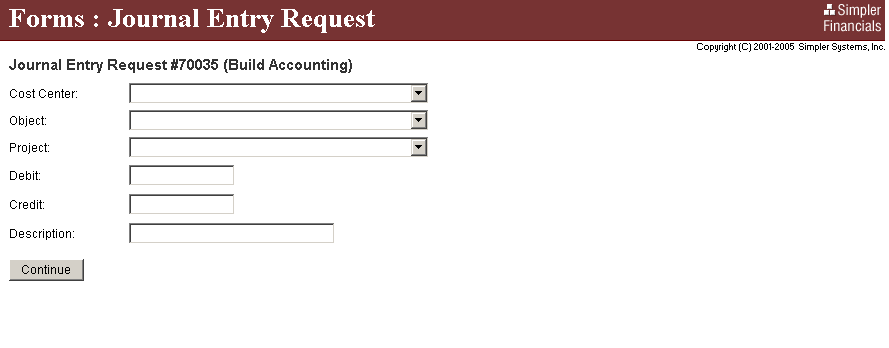 Forms : Journal Entry Request
Simpler
Financials
Copyright (C) 2001-2005 Simpler Systems, Inc.
Journal Entry Request #70035 (Build Accounting)
Cost Center:
Object:
Project:
Debit:
Credit:
Description:
Continue